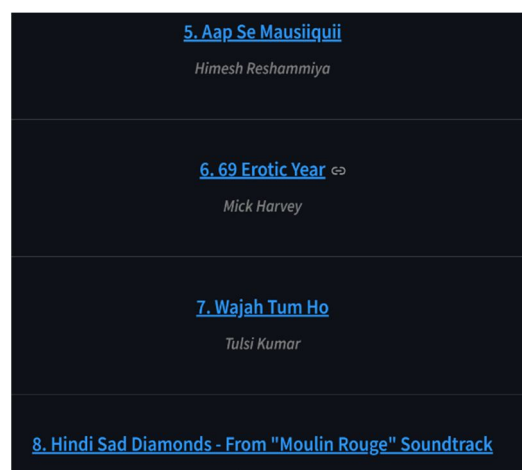 5. Aap Se Mausiiquii
Himesh Reshammiya
6. 69 Erotic Year
Mick Harvey
7. Wajah Tum Ho
Tulsi Kumar
8. Hindi Sad Diamonds - From "Moulin Rouge" Soundtrack